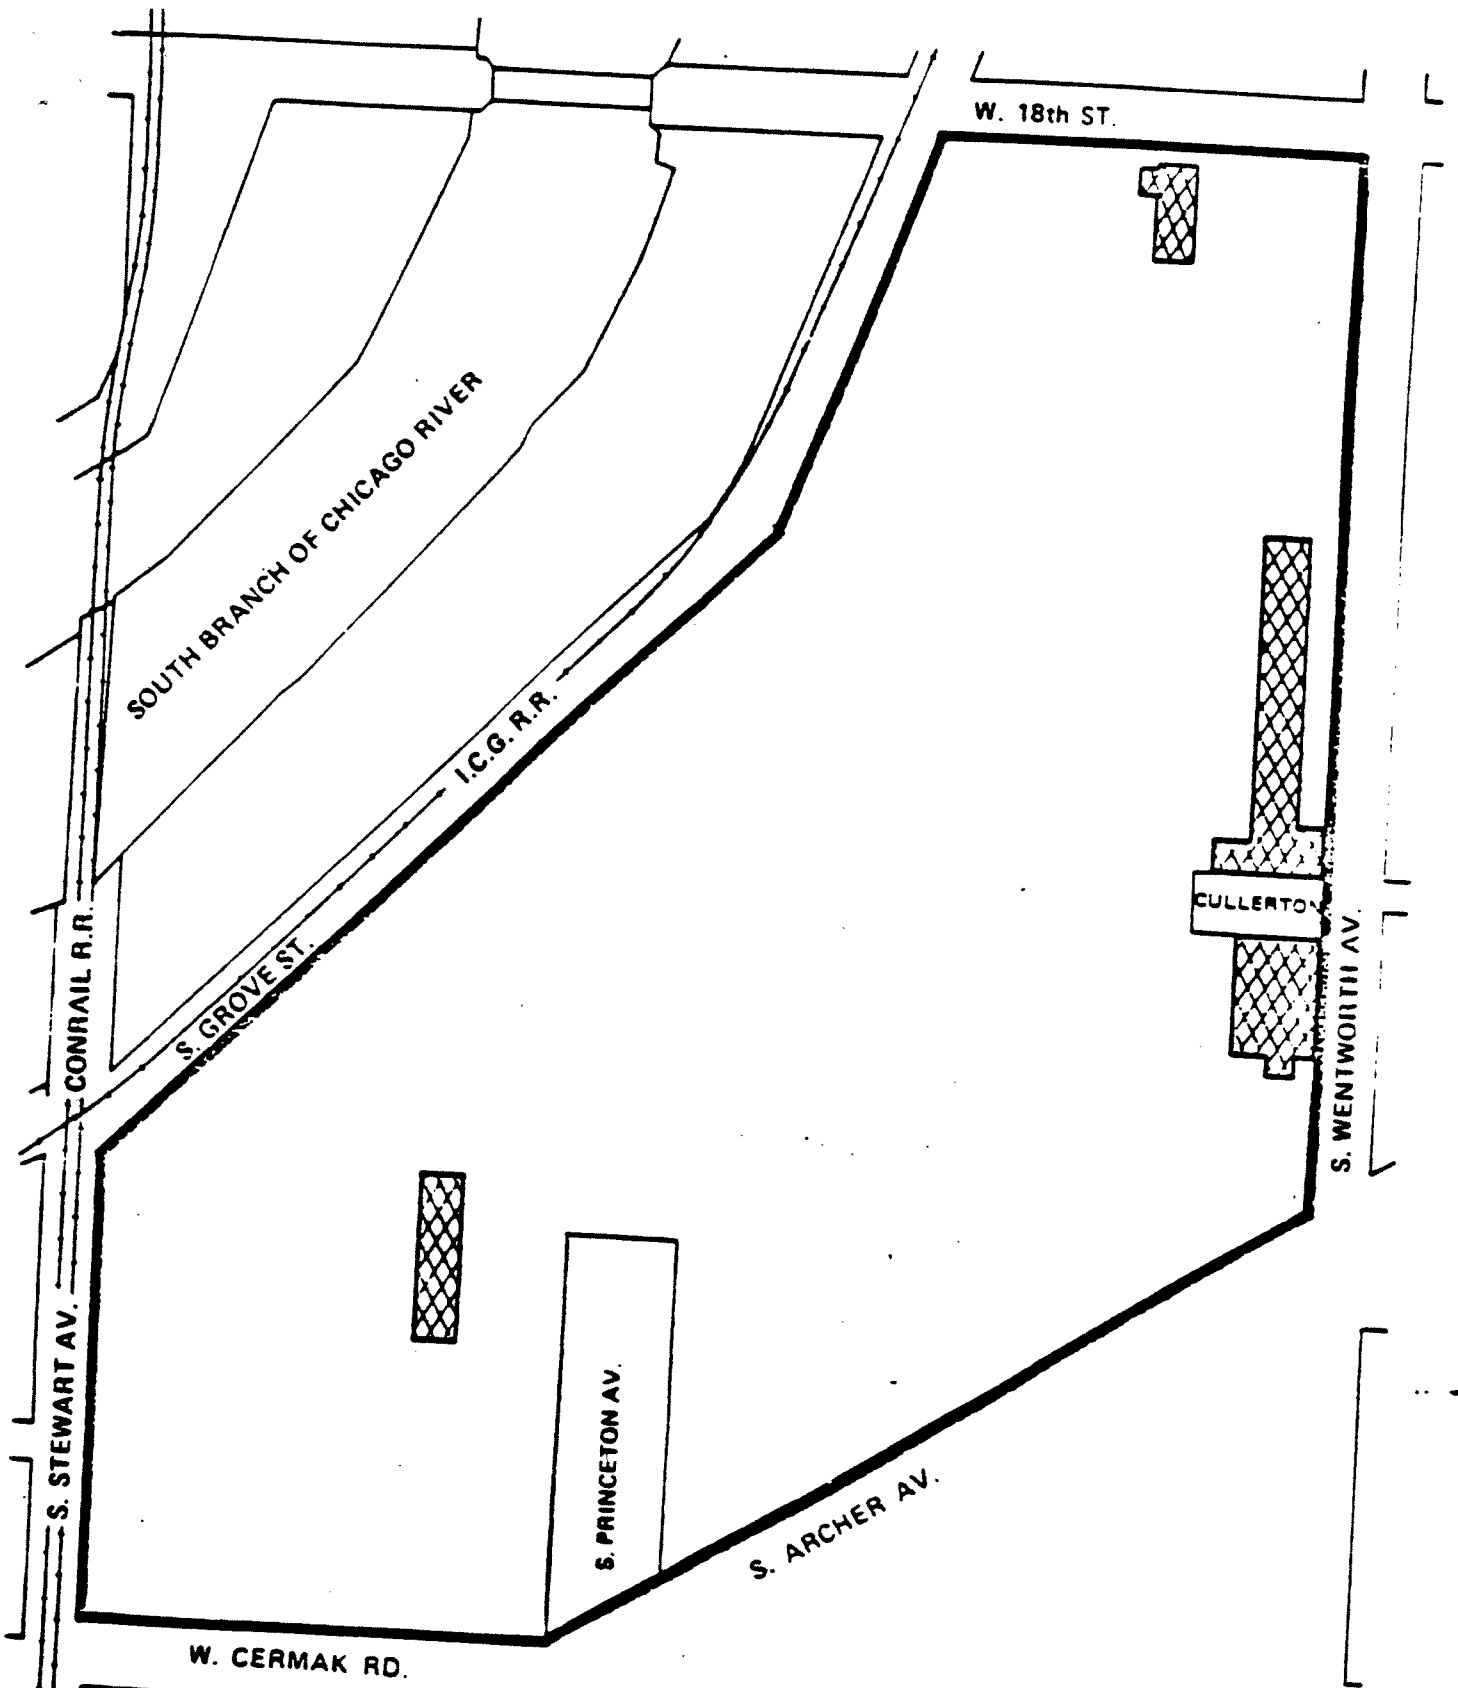 W. 18th ST.
SOUTH BRANCH OF CHICAGO RIVER
I.C.G. R.R.
CULLERTON
S. GROVE ST.
CONRAIL R.R.
S. WENTWORTH AV.
S. STEWART AV.
S. PRINCETON AV.
S. ARCHER AV.
W. CERMAK RD.